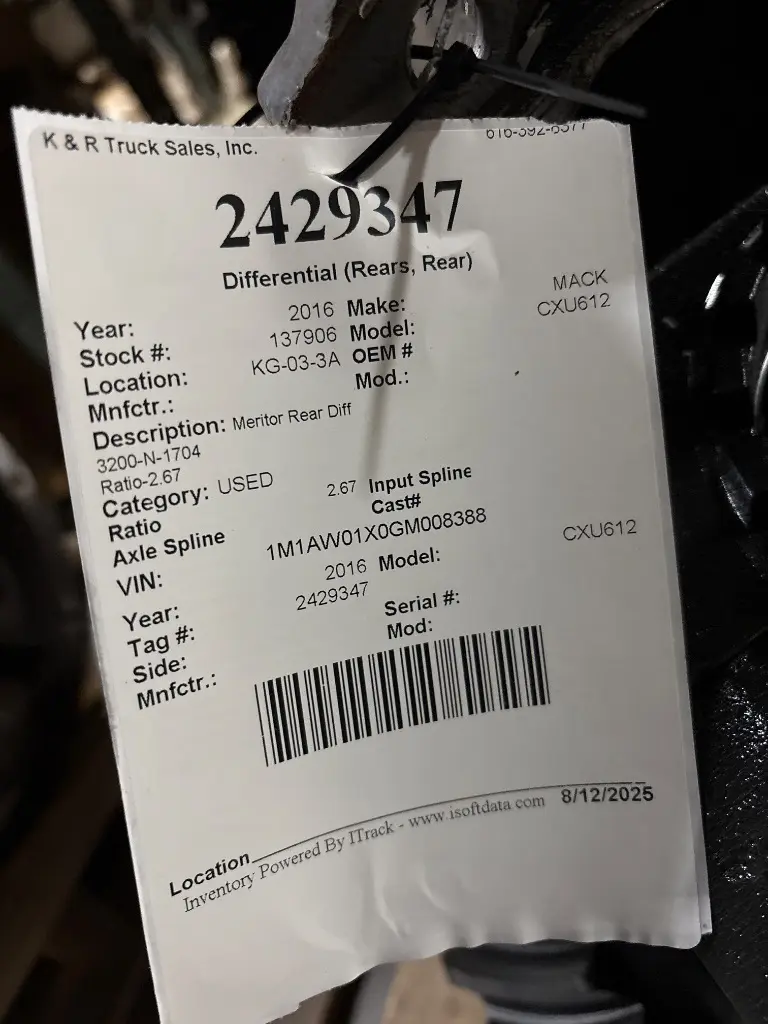 K & R Truck Sales, Inc.
2429347
Differential (Rears, Rear)
Year: 2016 Make: MACK
Stock #: 137906 Model: CXU612
Location: KG-03-3A OEM #
Mnfctr.: Mod.:
Description: Meritor Rear Diff
3200-N-1704
Ratio-2.67
Category: USED
Ratio 2.67 Input Spline
Axle Spline Cast#
VIN: 1M1AW01X0GM008388
Year: 2016 Model: CXU612
Tag #: 2429347
Side: Serial #:
Mnfctr.: Mod:
Location
8/12/2025
Inventory Powered By ITrack - www.isoftdata.com